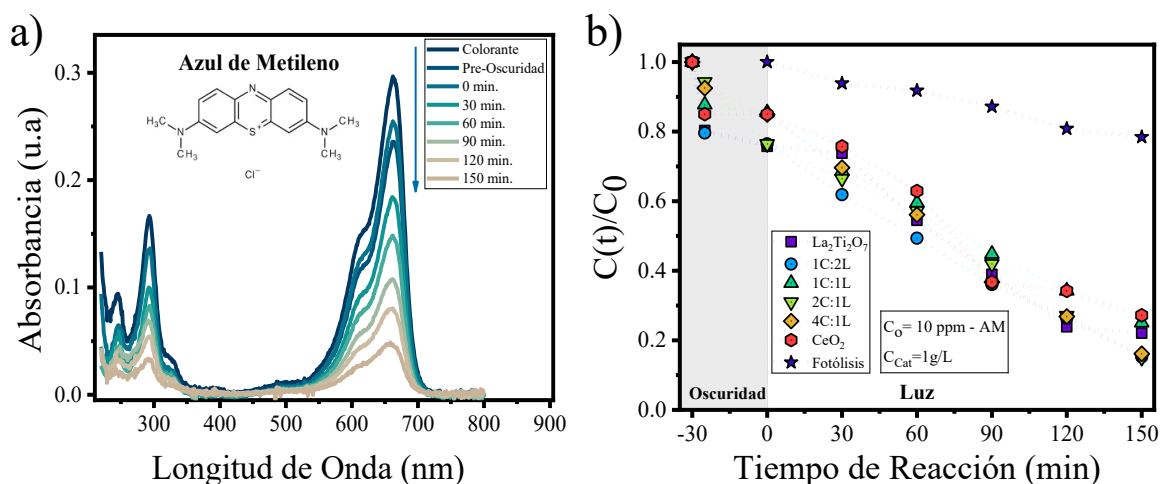 a)
Azul de Metileno
N
H₃C
N
CH₃
S⁺
N
CH₃
CH₃
Cl⁻
Colorante
Pre-Oscuridad
0 min.
30 min.
60 min.
90 min.
120 min.
150 min.
Absorbancia (u.a)
0.3
0.2
0.1
0.0
300 400 500 600 700 800 900
Longitud de Onda (nm)
b)
C(t)/C₀
1.0
0.8
0.6
0.4
0.2
0.0
La₂Ti₂O₇
1C:2L
1C:1L
2C:1L
4C:1L
CeO₂
Fotólisis
C₀= 10 ppm - AM
C_Cat=1g/L
Oscuridad
Luz
-30 0 30 60 90 120 150
Tiempo de Reacción (min)